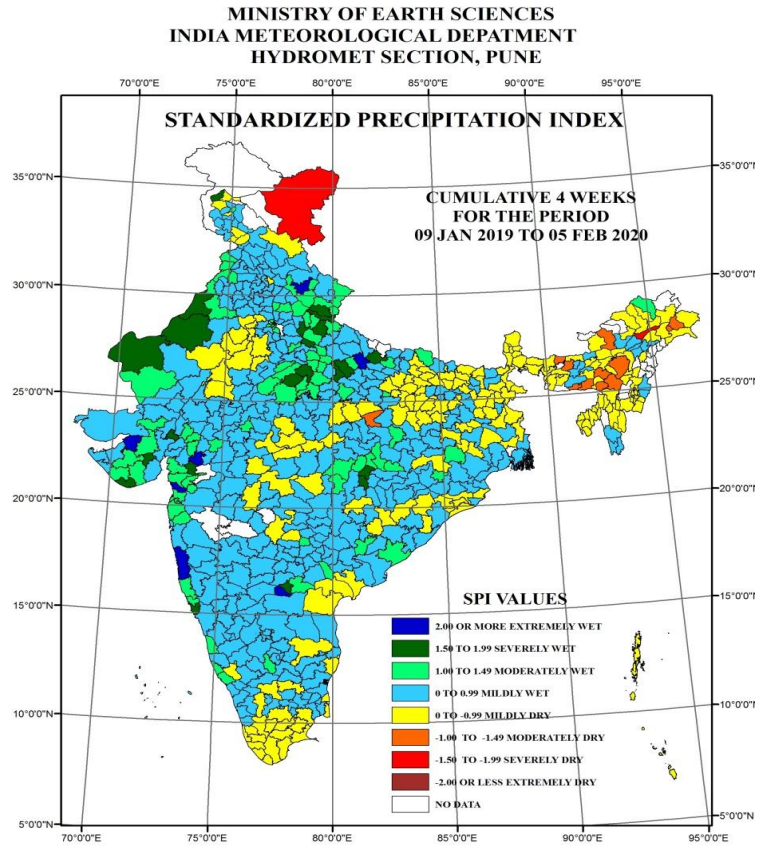 MINISTRY OF EARTH SCIENCES
INDIA METEOROLOGICAL DEPATMENT
HYDROMET SECTION, PUNE
70°0'0"E 75°0'0"E 80°0'0"E 85°0'0"E 90°0'0"E 95°0'0"E
STANDARDIZED PRECIPITATION INDEX
35°0'0"N 35°0'0"N
CUMULATIVE 4 WEEKS
FOR THE PERIOD
09 JAN 2019 TO 05 FEB 2020
30°0'0"N 30°0'0"N
25°0'0"N 25°0'0"N
20°0'0"N 20°0'0"N
15°0'0"N 15°0'0"N
SPI VALUES
2.00 OR MORE EXTREMELY WET
1.50 TO 1.99 SEVERELY WET
1.00 TO 1.49 MODERATELY WET
0 TO 0.99 MILDLY WET
10°0'0"N 10°0'0"N
0 TO -0.99 MILDLY DRY
-1.00 TO -1.49 MODERATELY DRY
-1.50 TO -1.99 SEVERELY DRY
-2.00 OR LESS EXTREMELY DRY
NO DATA
5°0'0"N 5°0'0"N
70°0'0"E 75°0'0"E 80°0'0"E 85°0'0"E 90°0'0"E 95°0'0"E